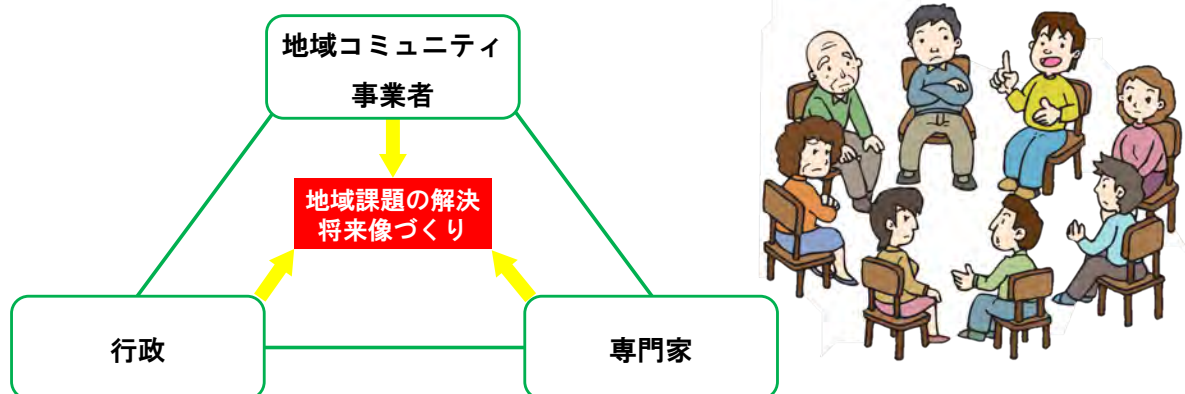 地域コミュニティ
事業者
地域課題の解決
将来像づくり
行政
専門家